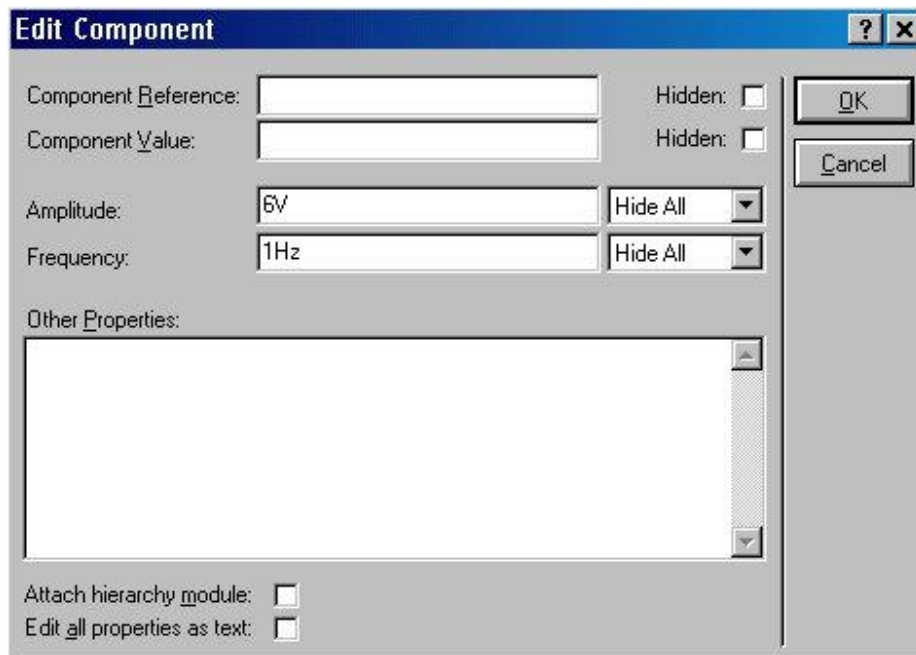 Edit Component
Component Reference: Hidden:
OK
Component Value: Hidden:
Cancel
Amplitude: 6V Hide All
Frequency: 1Hz Hide All
Other Properties:
Attach hierarchy module:
Edit all properties as text: